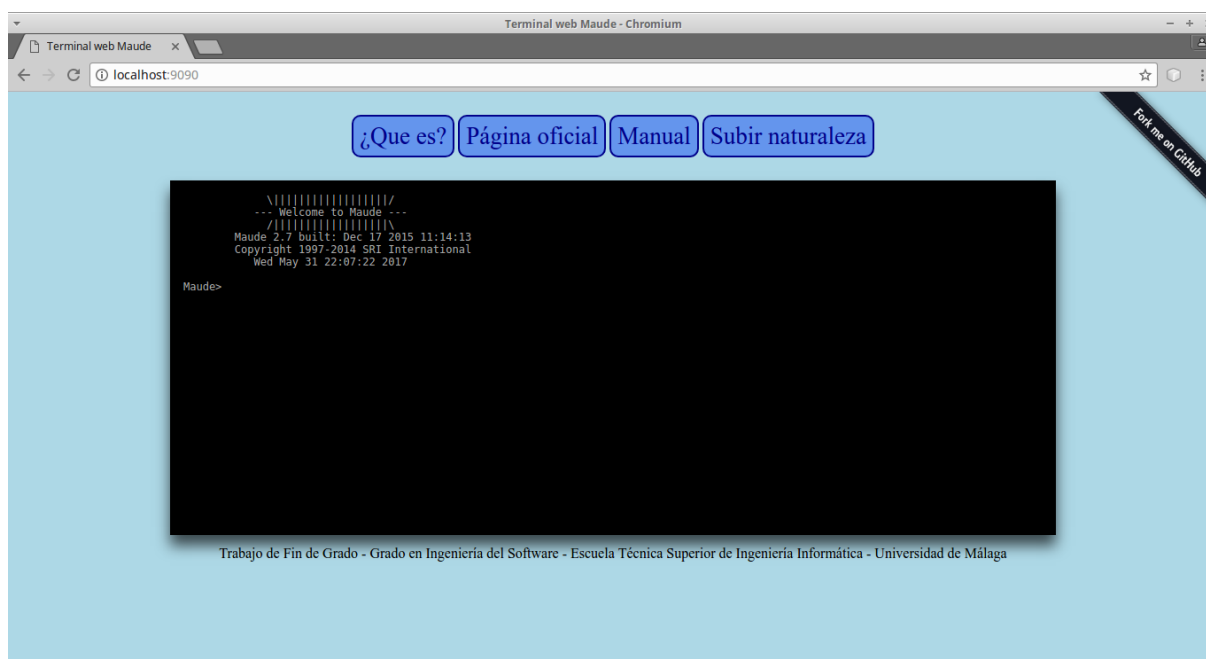 Terminal web Maude - Chromium
Terminal web Maude
localhost:9090
Fork me on GitHub
¿Que es? Página oficial Manual Subir naturaleza
\||||||||||||||||||/
--- Welcome to Maude ---
/||||||||||||||||||\
Maude 2.7 built: Dec 17 2015 11:14:13
Copyright 1997-2014 SRI International
Wed May 31 22:07:22 2017
Maude>
Trabajo de Fin de Grado - Grado en Ingeniería del Software - Escuela Técnica Superior de Ingeniería Informática - Universidad de Málaga